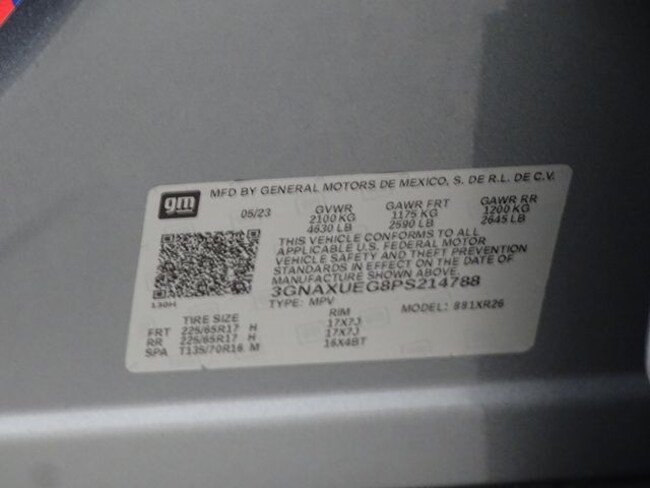 gm
MFD BY GENERAL MOTORS DE MEXICO, S. DE R.L. DE C.V.
05/23 GVWR GAWR FRT GAWR RR
2100 KG 1175 KG 1200 KG
4630 LB 2590 LB 2645 LB
THIS VEHICLE CONFORMS TO ALL
APPLICABLE U.S. FEDERAL MOTOR
VEHICLE SAFETY AND THEFT PREVENTION
STANDARDS IN EFFECT ON THE DATE OF
MANUFACTURE SHOWN ABOVE.
3GNAXUEG8PS214788
TYPE: MPV MODEL: 881XR26
TIRE SIZE RIM
FRT 225/65R17 H 17X7J
RR 225/65R17 H 17X7J
SPA T135/70R16 M 16X4BT